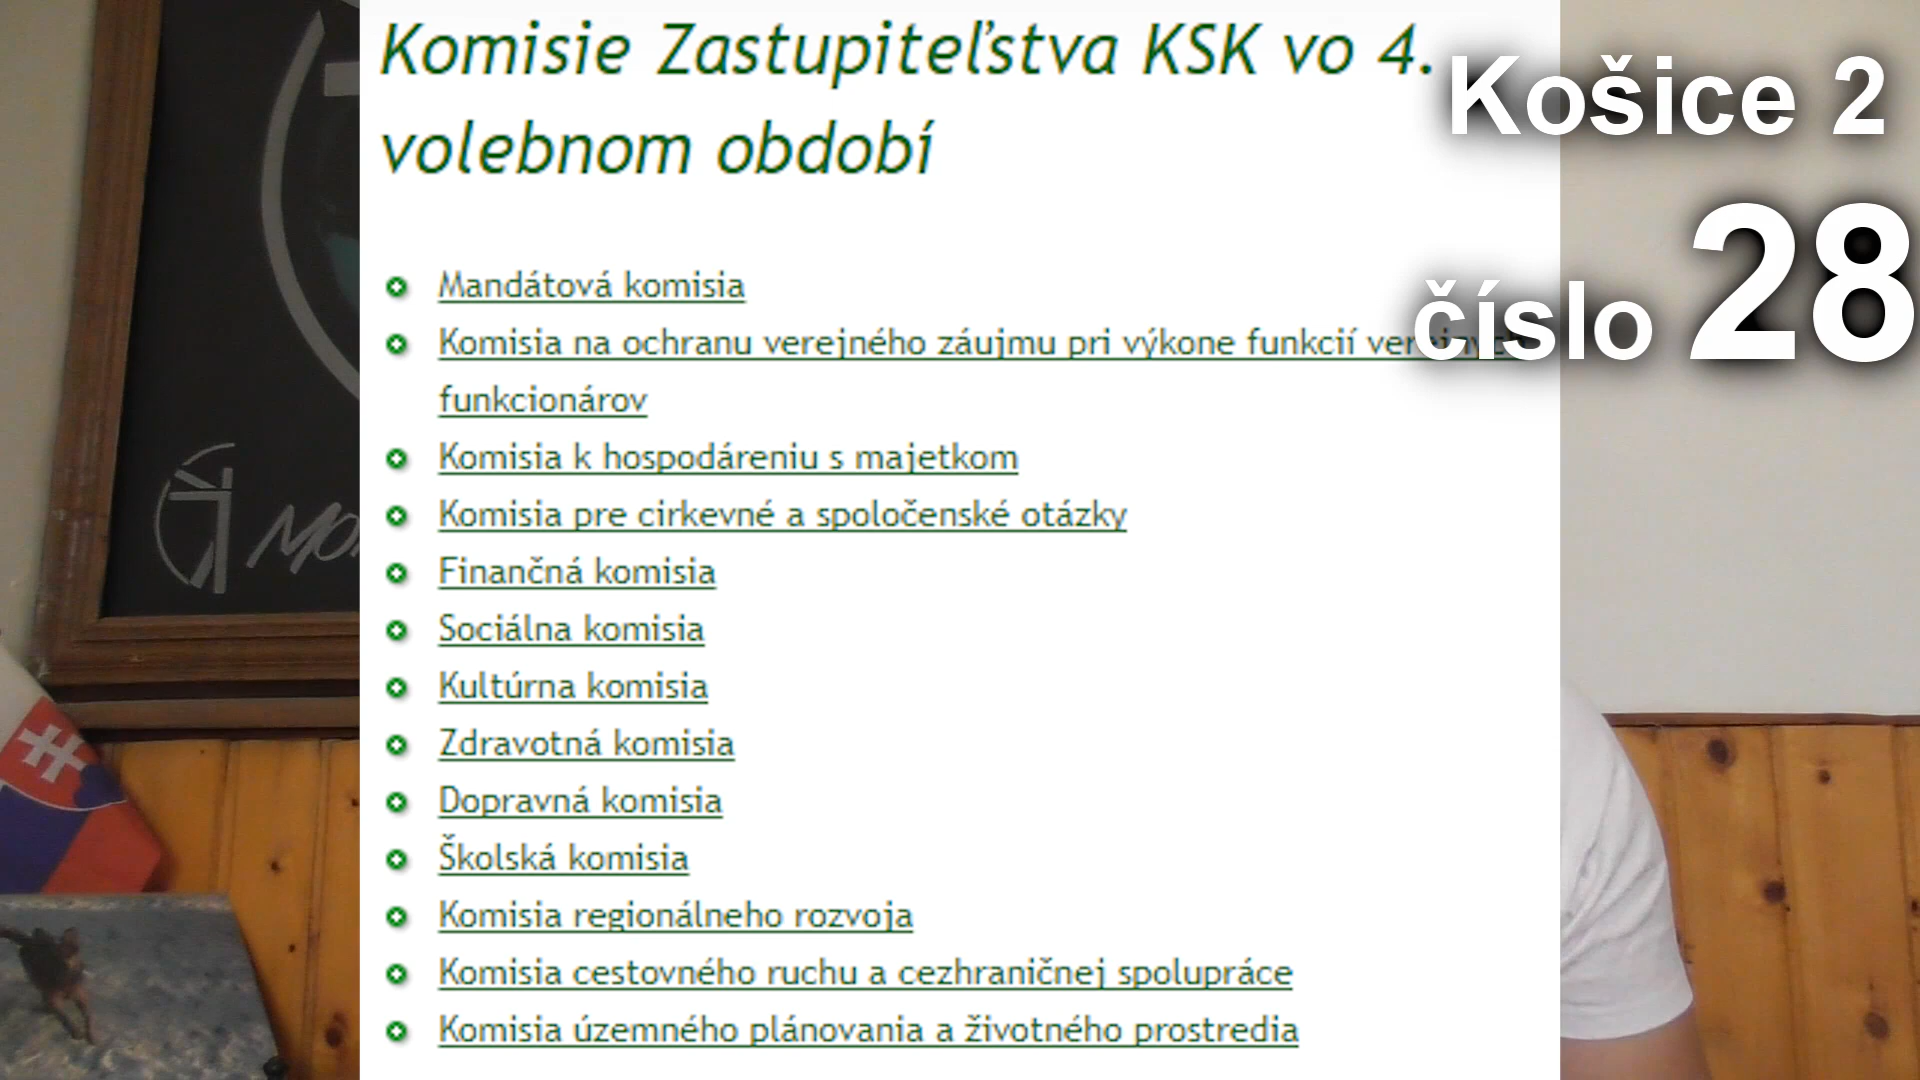 Komisie Zastupiteľstva KSK vo 4.
volebnom období
Košice 2
číslo 28
Mandátová komisia
Komisia na ochranu verejného záujmu pri výkone funkcií verejných
funkcionárov
Komisia k hospodáreniu s majetkom
Komisia pre cirkevné a spoločenské otázky
Finančná komisia
Sociálna komisia
Kultúrna komisia
Zdravotná komisia
Dopravná komisia
Školská komisia
Komisia regionálneho rozvoja
Komisia cestovného ruchu a cezhraničnej spolupráce
Komisia územného plánovania a životného prostredia